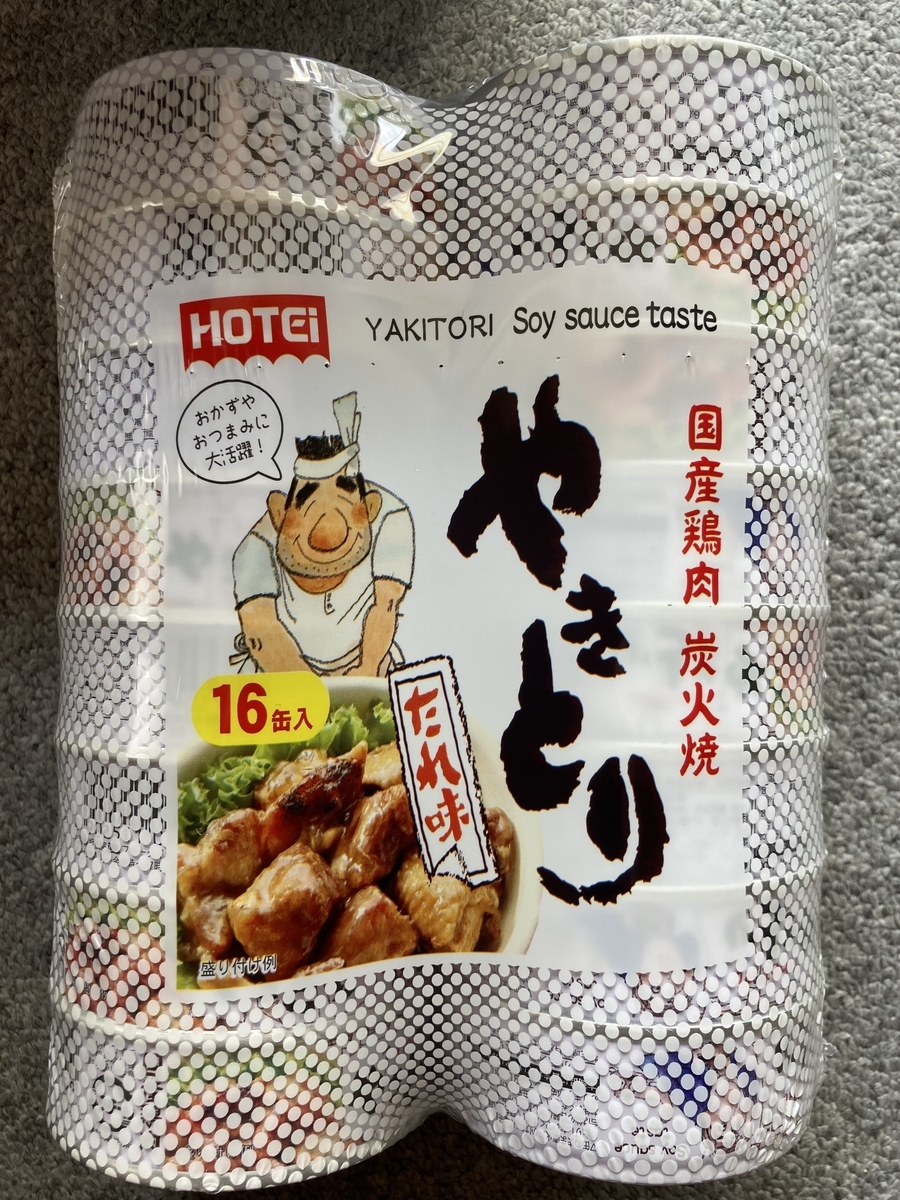 HOTEi
YAKITORI Soy sauce taste
おかずや
おつまみに
大活躍!
やきとり
国産鶏肉 炭火焼
16缶入
たれ味
盛り付け例